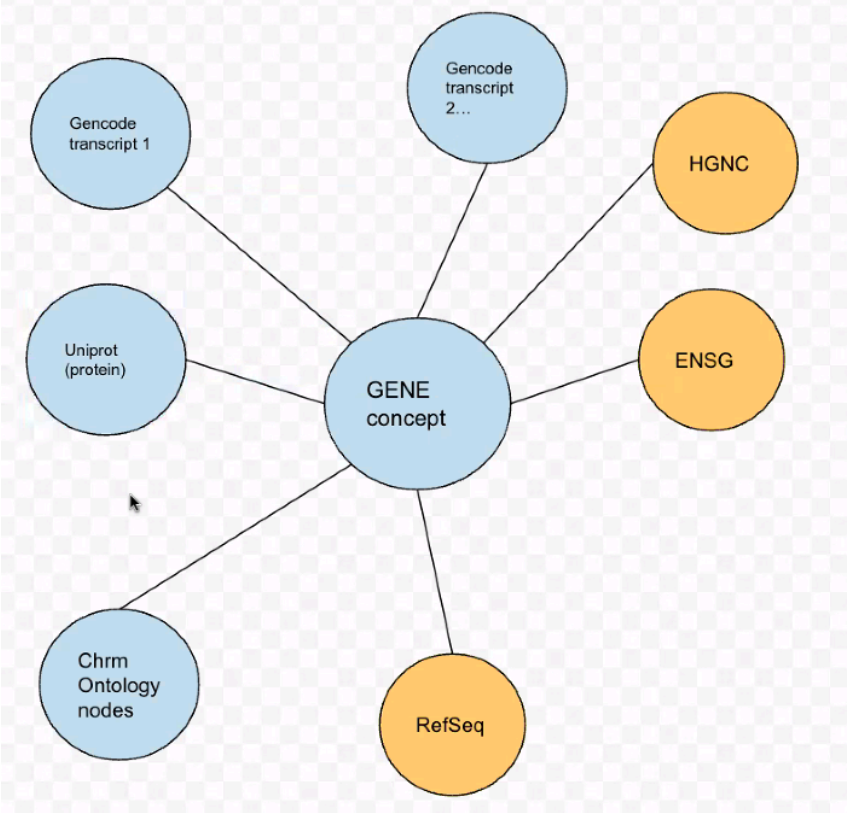 Gencode
transcript 1
Gencode
transcript
2...
HGNC
Uniprot
(protein)
GENE
concept
ENSG
Chrm
Ontology
nodes
RefSeq